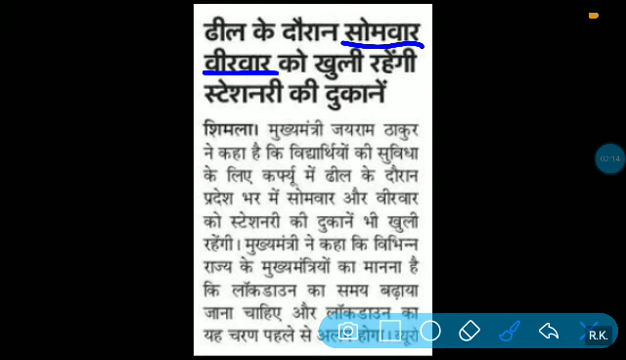 ढील के दौरान सोमवार
वीरवार को खुली रहेंगी
स्टेशनरी की दुकानें
शिमला। मुख्यमंत्री जयराम ठाकुर
ने कहा है कि विद्यार्थियों की सुविधा
के लिए कर्फ्यू में ढील के दौरान
प्रदेश भर में सोमवार और वीरवार
को स्टेशनरी की दुकानें भी खुली
रहेंगी। मुख्यमंत्री ने कहा कि विभिन्न
राज्य के मुख्यमंत्रियों का मानना है
कि लॉकडाउन का समय बढ़ाया
जाना चाहिए और लॉकडाउन का
यह चरण पहले से अलग होगा। ब्यूरो
02:14
R.K.